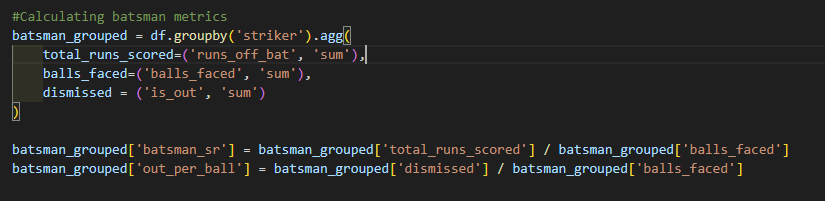 #Calculating batsman metrics
batsman_grouped = df.groupby('striker').agg(
    total_runs_scored=('runs_off_bat', 'sum'),
    balls_faced=('balls_faced', 'sum'),
    dismissed = ('is_out', 'sum')
)
batsman_grouped['batsman_sr'] = batsman_grouped['total_runs_scored'] / batsman_grouped['balls_faced']
batsman_grouped['out_per_ball'] = batsman_grouped['dismissed'] / batsman_grouped['balls_faced']